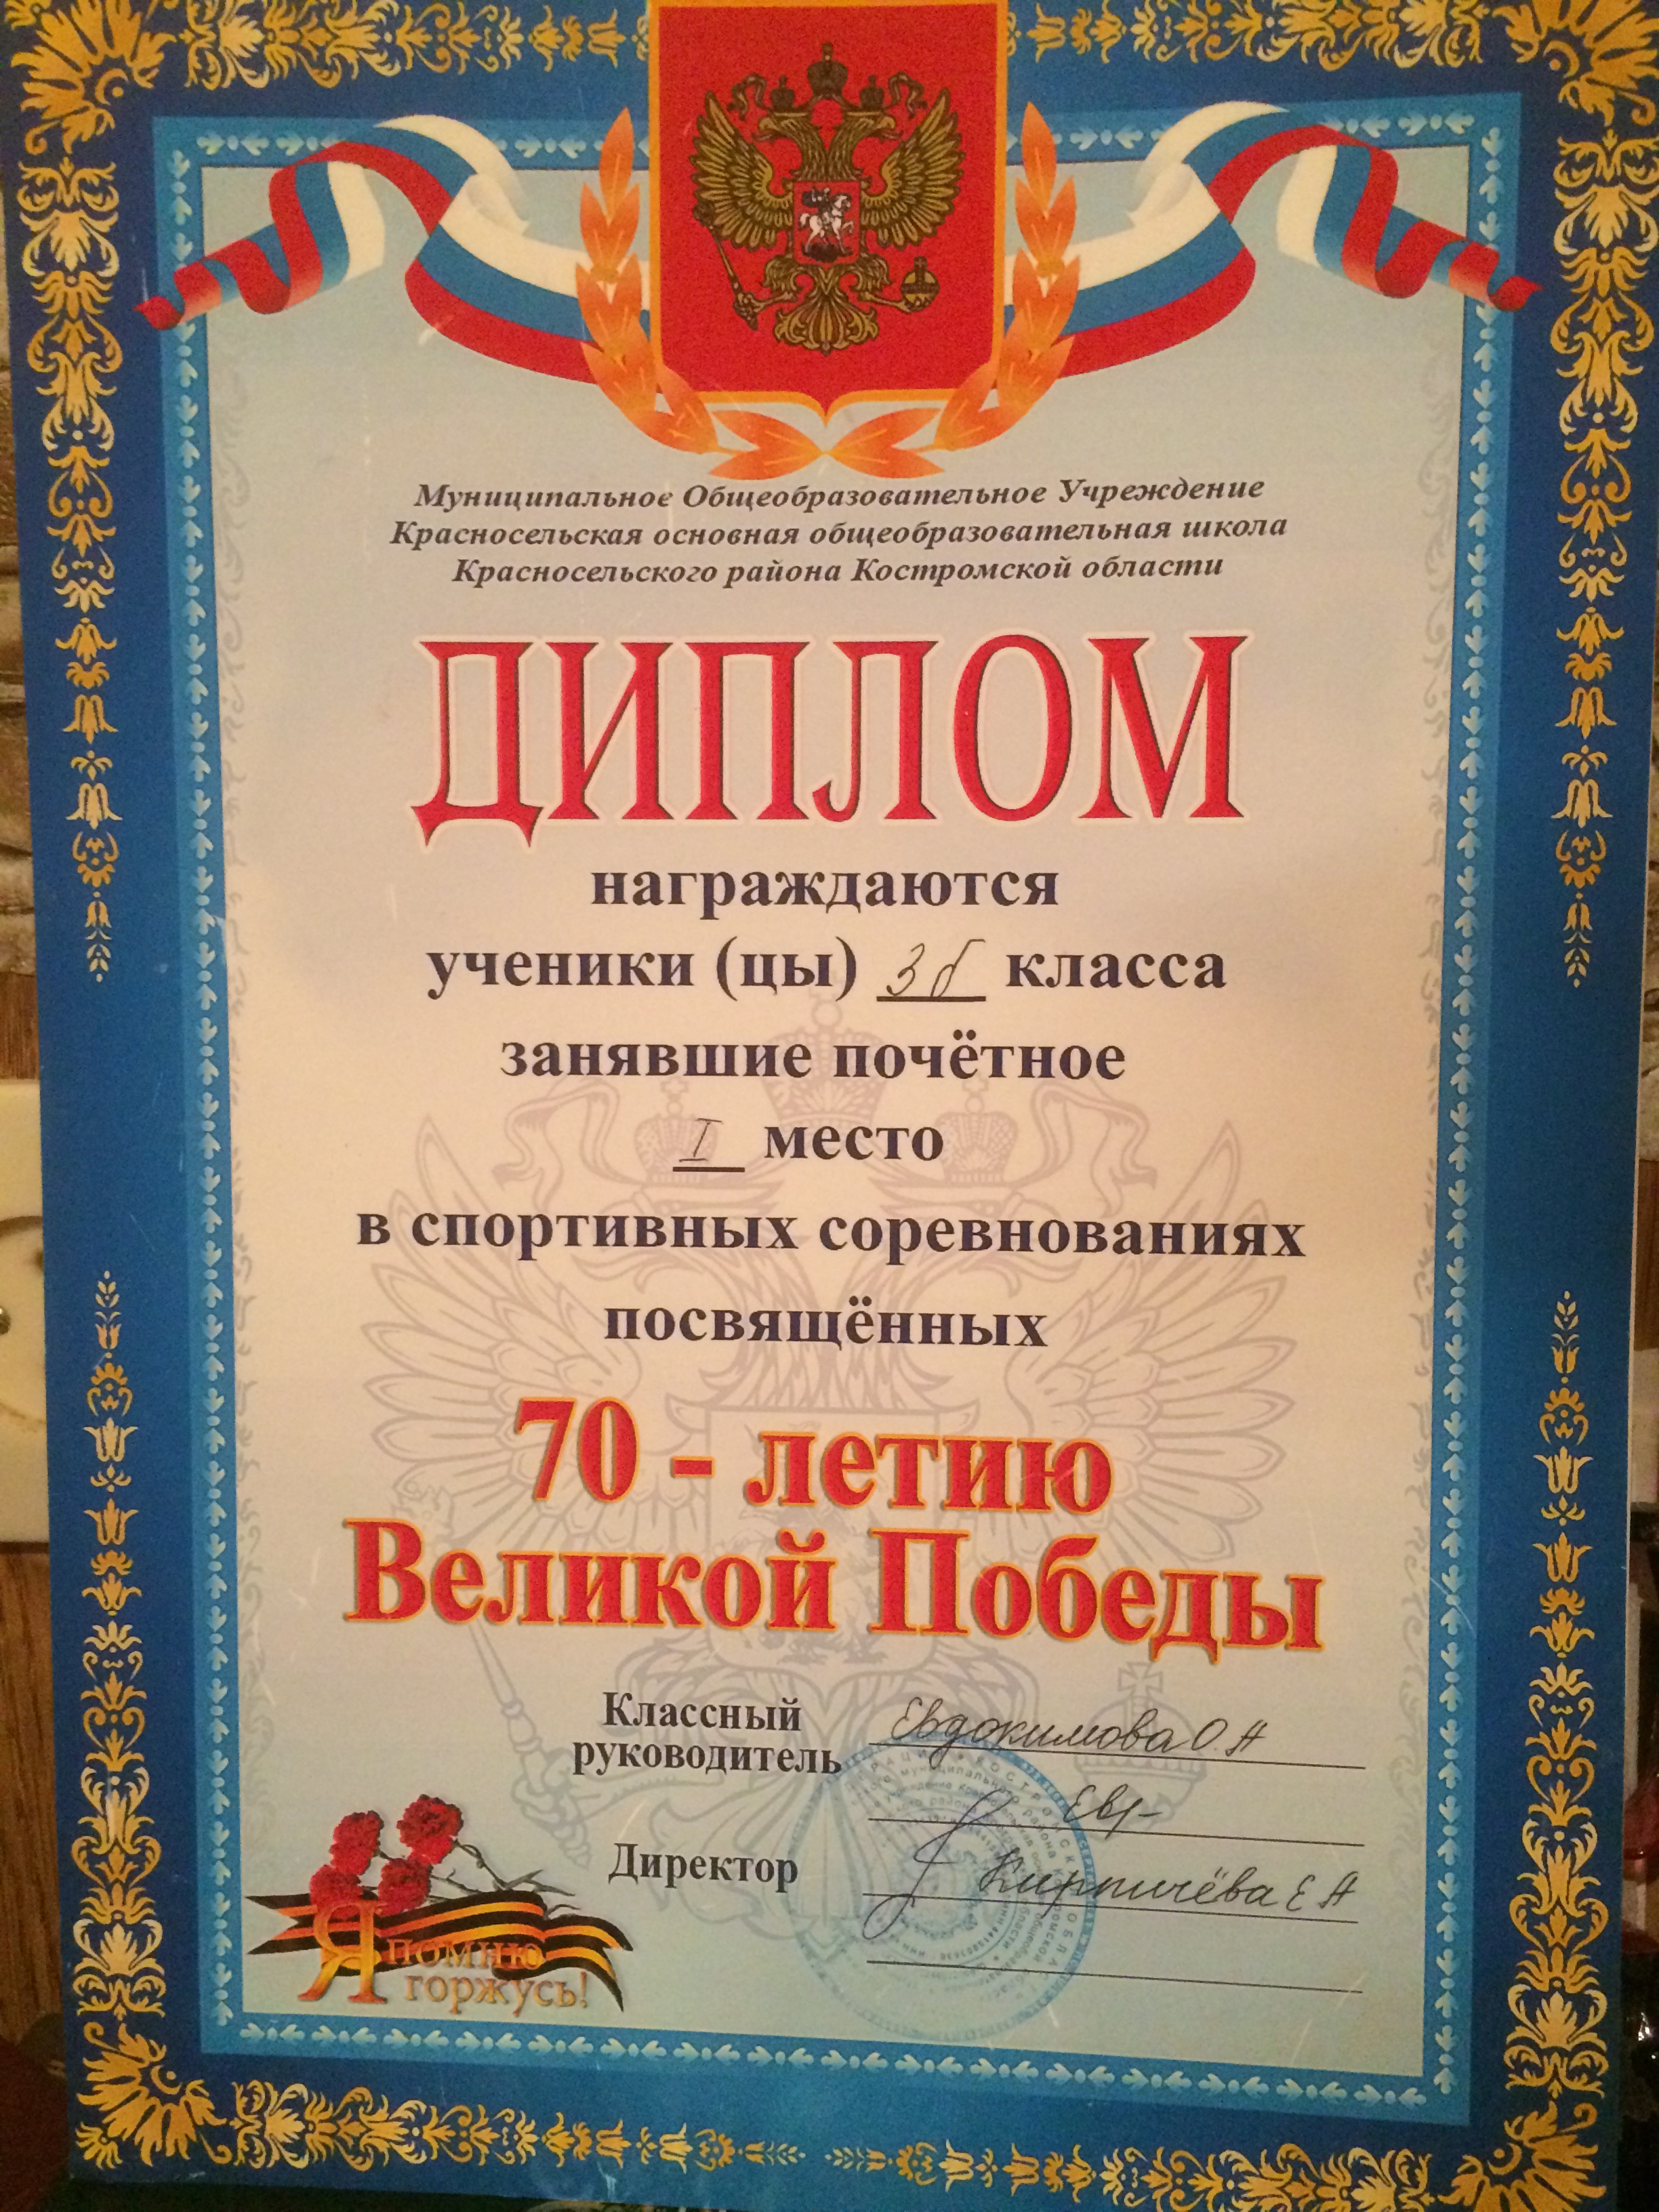 Муниципальное Общеобразовательное Учреждение
Красносельская основная общеобразовательная школа
Красносельского района Костромской области
ДИПЛОМ
награждаются
ученики (цы) 3б класса
занявшие почётное
I место
в спортивных соревнованиях
посвящённых
70 - летию
Великой Победы
Классный
руководитель
Евдокимова О.А
Директор
Кирпичёва Е А
Я помню
горжусь!